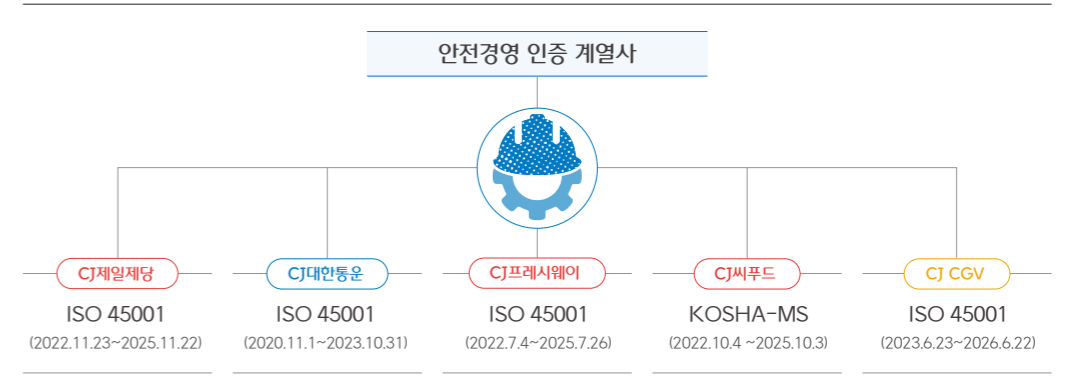 안전경영 인증 계열사
CJ제일제당
ISO 45001
(2022.11.23~2025.11.22)
CJ대한통운
ISO 45001
(2020.11.1~2023.10.31)
CJ프레시웨이
ISO 45001
(2022.7.4~2025.7.26)
CJ씨푸드
KOSHA-MS
(2022.10.4 ~2025.10.3)
CJ CGV
ISO 45001
(2023.6.23~2026.6.22)